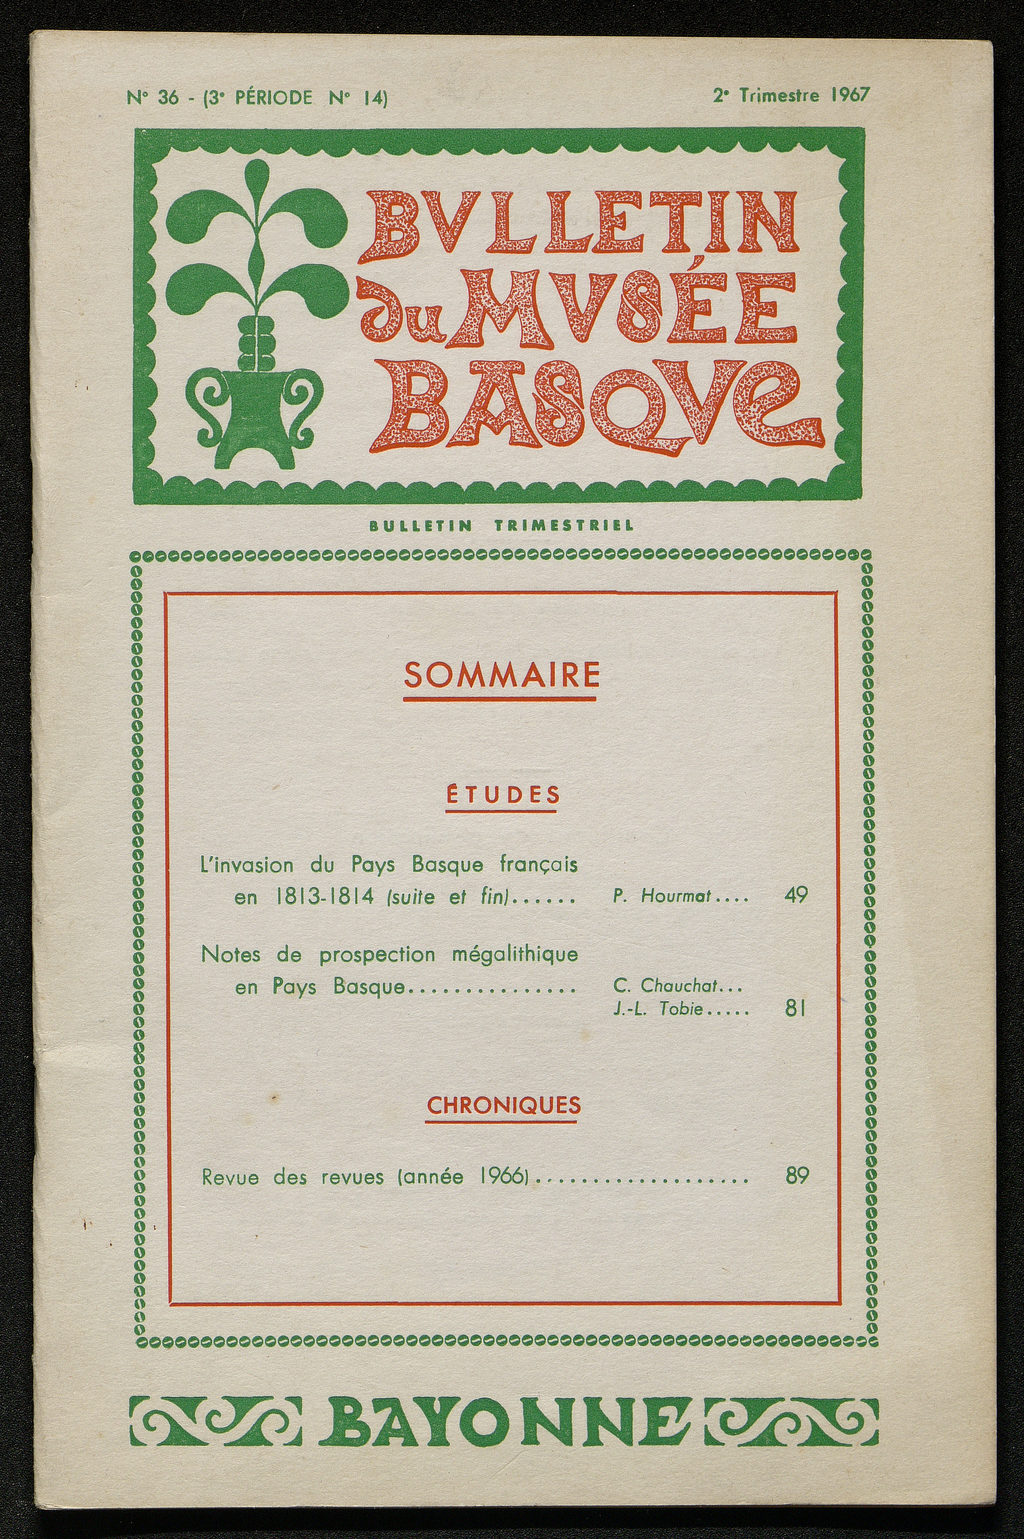 N° 36 - (3e PÉRIODE N° 14)
2e Trimestre 1967
BVLLETIN
du MVSÉE
BASQVE
BULLETIN TRIMESTRIEL
SOMMAIRE
ÉTUDES
L'invasion du Pays Basque français
en 1813-1814 (suite et fin)...... P. Hourmat.... 49
Notes de prospection mégalithique
en Pays Basque............... C. Chauchat...
J.-L. Tobie..... 81
CHRONIQUES
Revue des revues (année 1966)................... 89
BAYONNE